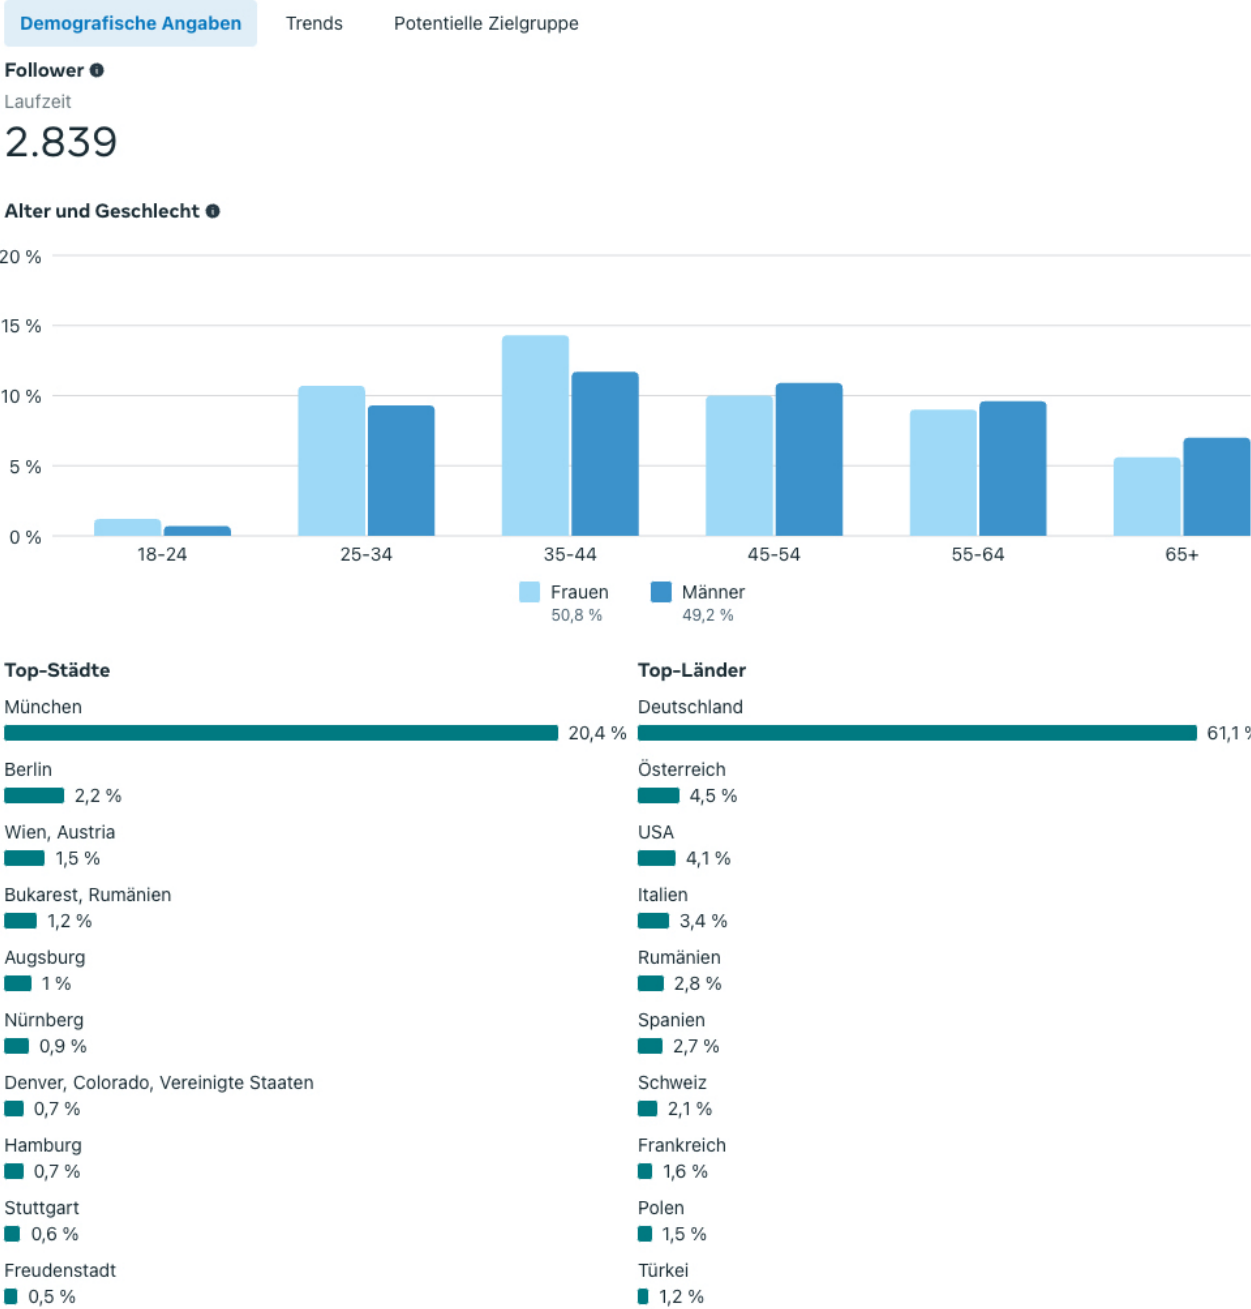 Demografische Angaben Trends Potentielle Zielgruppe
Follower
Laufzeit
2.839
Alter und Geschlecht
20 %
15 %
10 %
5 %
0 %
18-24 25-34 35-44 45-54 55-64 65+
Frauen Männer
50,8 % 49,2 %
Top-Städte
München
20,4 %
Berlin
2,2 %
Wien, Austria
1,5 %
Bukarest, Rumänien
1,2 %
Augsburg
1 %
Nürnberg
0,9 %
Denver, Colorado, Vereinigte Staaten
0,7 %
Hamburg
0,7 %
Stuttgart
0,6 %
Freudenstadt
0,5 %
Top-Länder
Deutschland
61,1 %
Österreich
4,5 %
USA
4,1 %
Italien
3,4 %
Rumänien
2,8 %
Spanien
2,7 %
Schweiz
2,1 %
Frankreich
1,6 %
Polen
1,5 %
Türkei
1,2 %